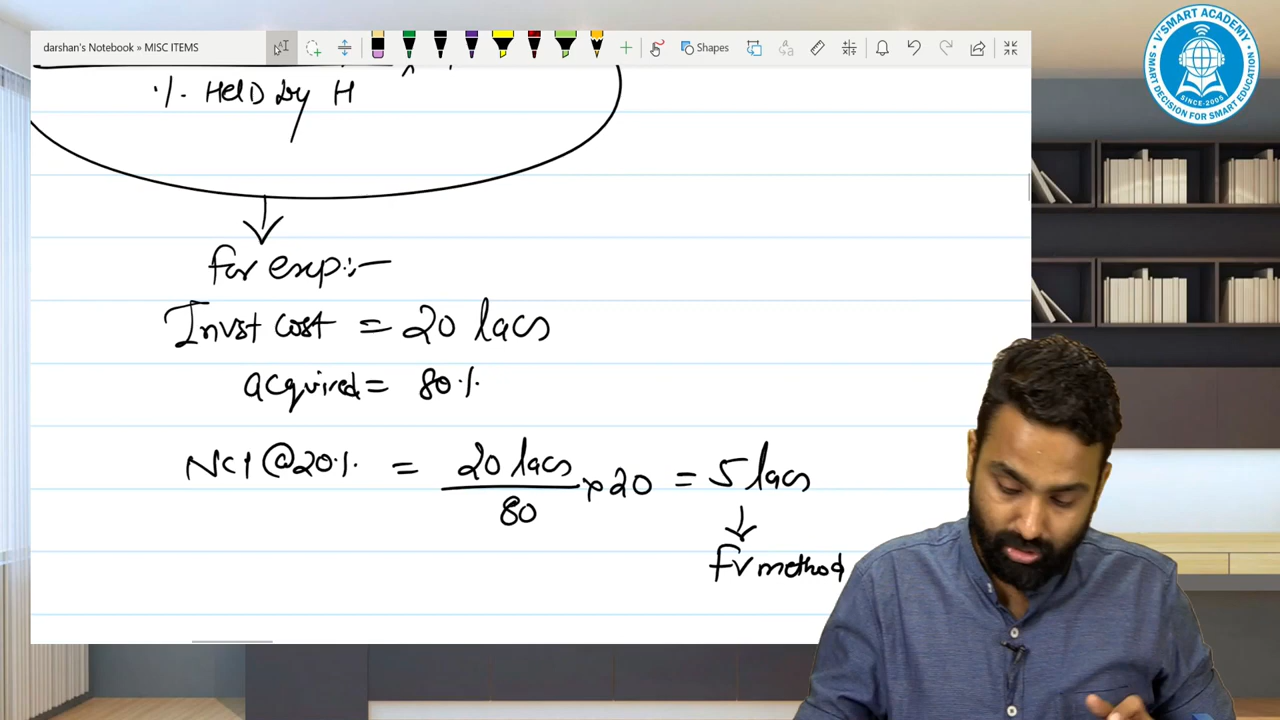 darshan's Notebook » MISC ITEMS
Shapes
V'SMART ACADEMY
SMART DECISION FOR SMART EDUCATION
SINCE-2005
% Held by H
for exp:-
Invst cost = 20 lacs
acquired = 80%
NCI @20% = 20 lacs / 80 × 20 = 5 lacs
FV method